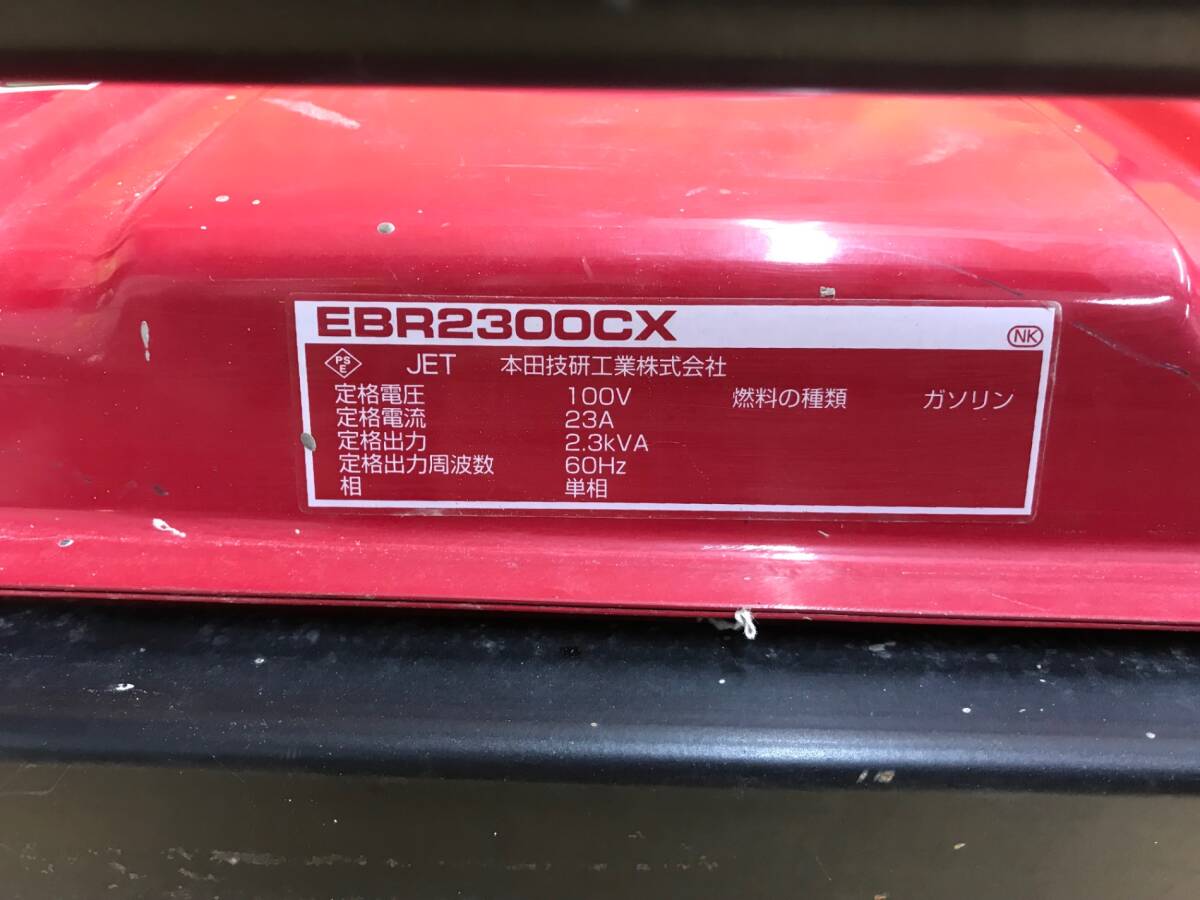 EBR2300CX NK
PSE JET 本田技研工業株式会社
定格電圧 100V 燃料の種類 ガソリン
定格電流 23A
定格出力 2.3kVA
定格出力周波数 60Hz
相 単相